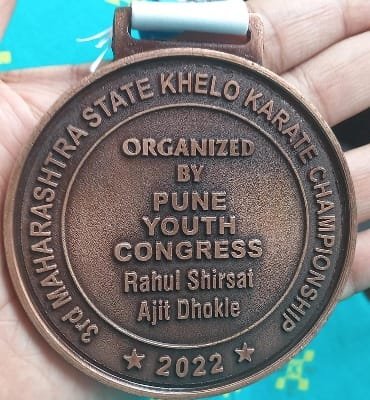 3rd MAHARASHTRA STATE KHELO KARATE CHAMPIONSHIP
ORGANIZED
BY
PUNE
YOUTH
CONGRESS
Rahul Shirsat
Ajit Dhokle
★ 2022 ★